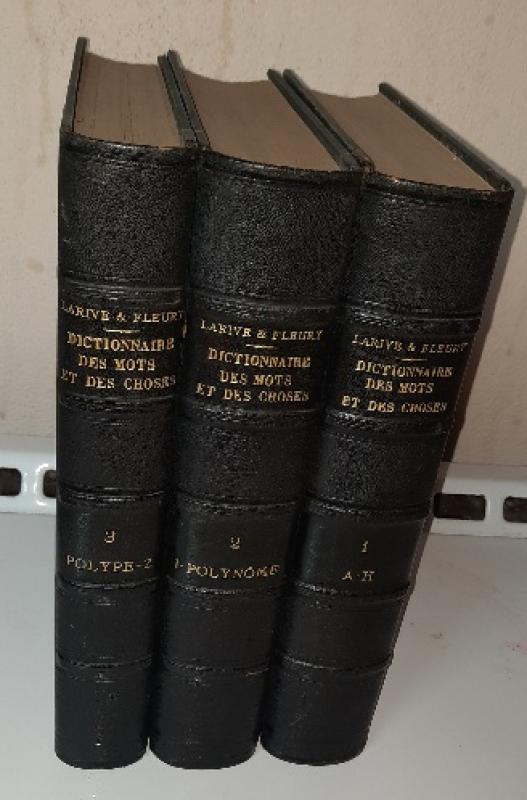 LARIVE & FLEURY
DICTIONNAIRE
DES MOTS
ET DES CHOSES
3
POLYPE-Z
LARIVE & FLEURY
DICTIONNAIRE
DES MOTS
ET DES CHOSES
2
I-POLYNÔME
LARIVE & FLEURY
DICTIONNAIRE
DES MOTS
ET DES CHOSES
1
A-H